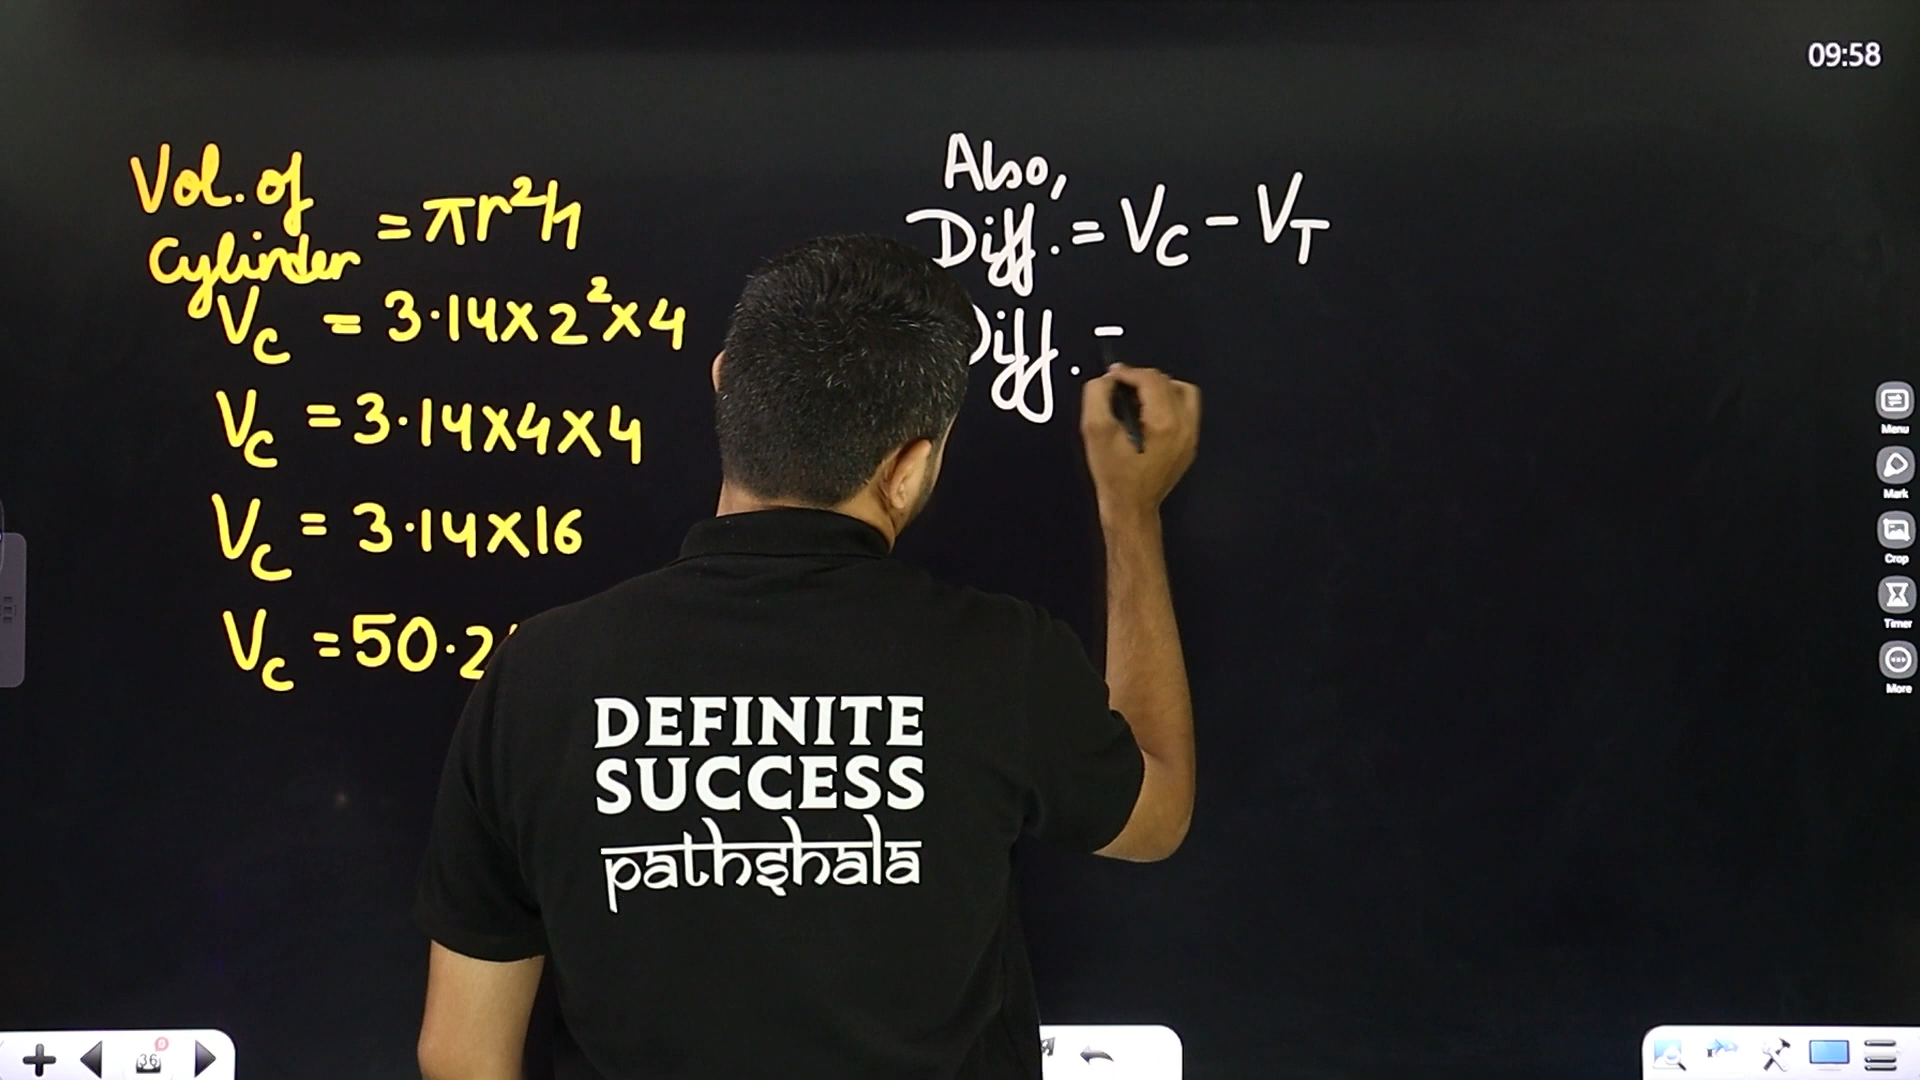 09:58
Vol. of
Cylinder = πr²h
Vc = 3·14×2²×4
Vc = 3·14×4×4
Vc = 3·14×16
Vc = 50·2
Also,
Diff. = Vc - VT
Diff.
DEFINITE
SUCCESS
pathshala
Menu
Mark
Crop
Timer
More
36